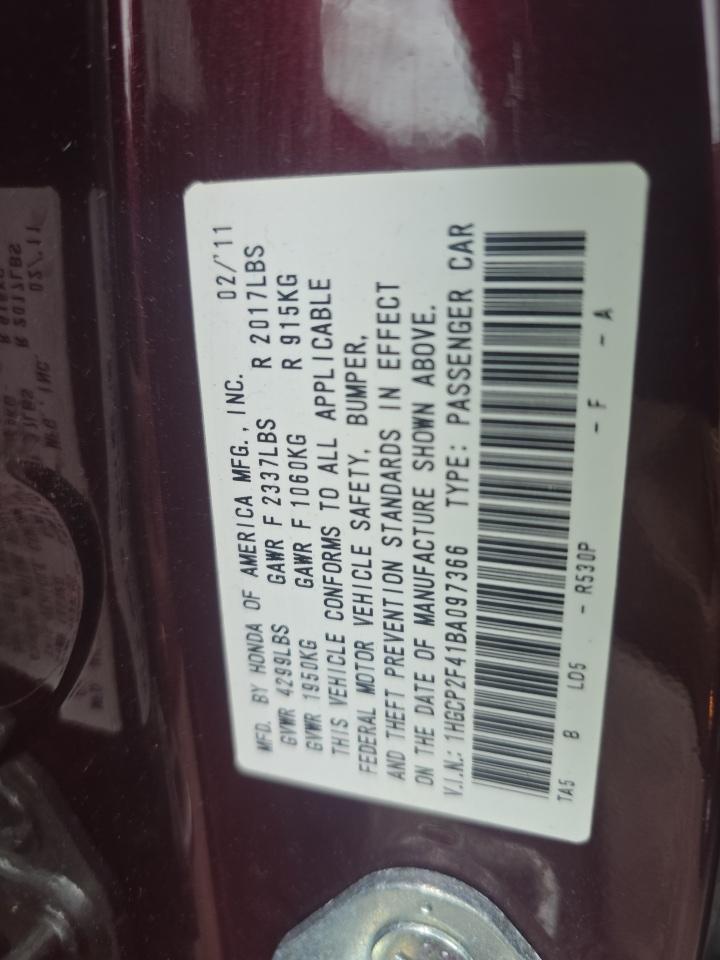 MFD. BY HONDA OF AMERICA MFG., INC. 02/'11
GVWR 4299LBS GAWR F 2337LBS R 2017LBS
GVWR 1950KG GAWR F 1060KG R 915KG
THIS VEHICLE CONFORMS TO ALL APPLICABLE
FEDERAL MOTOR VEHICLE SAFETY, BUMPER,
AND THEFT PREVENTION STANDARDS IN EFFECT
ON THE DATE OF MANUFACTURE SHOWN ABOVE.
V.I.N.: 1HGCP2F41BA097366 TYPE: PASSENGER CAR
TA5 B LD5 - R530P - F - A